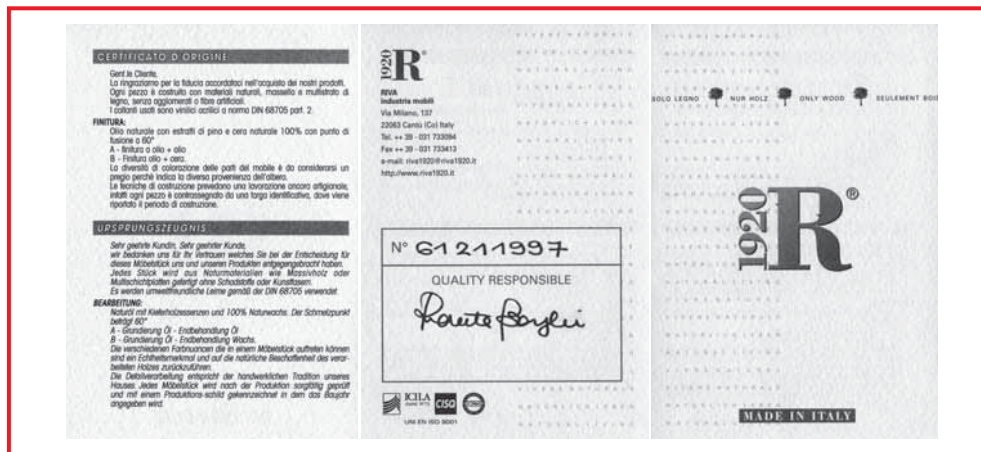 CERTIFICATO D'ORIGINE
Gent.le Cliente,
La ringraziamo per la fiducia accordataci nell'acquisto dei nostri prodotti.
Ogni pezzo è costruito con materiali naturali, massello e multistrato di
legno, senza agglomerati o fibre artificiali.
I collanti usati sono vinilici acrilici a norma DIN 68705 part. 2.
FINITURA:
Olio naturale con estratti di pino e cera naturale 100% con punto di
fusione a 60°
A - finitura a olio + olio
B - Finitura olio + cera.
La diversità di colorazione delle parti del mobile è da considerarsi un
pregio perché indica la diversa provenienza dell'albero.
Le tecniche di costruzione prevedono una lavorazione ancora artigianale,
infatti ogni pezzo è contrassegnato da una targa identificativa, dove viene
riportato il periodo di costruzione.
URSPRUNGSZEUGNIS
Sehr geehrte Kundin, Sehr geehrter Kunde,
wir bedanken uns für Ihr Vertrauen welches Sie bei der Entscheidung für
dieses Möbelstück uns und unseren Produkten entgegengebracht haben.
Jedes Stück wird aus Naturmaterialien wie Massivholz oder
Multischichtplatten gefertigt ohne Schadstoffe oder Kunstfasern.
Es werden umweltfreundliche Leime gemäß der DIN 68705 verwendet.
BEARBEITUNG:
Naturöl mit Kieferholzessenzen und 100% Naturwachs. Der Schmelzpunkt
beträgt 60°
A - Grundierung Öl - Endbehandlung Öl
B - Grundierung Öl - Endbehandlung Wachs.
Die verschiedenen Farbnuancen die in einem Möbelstück auftreten können
sind ein Echtheitsmerkmal und auf die natürliche Beschaffenheit des verar-
beiteten Holzes zurückzuführen.
Die Detailverarbeitung entspricht der handwerklichen Tradition unseres
Hauses Jedes Möbelstück wird nach der Produktion sorgfältig geprüft
und mit einem Produktions-schild gekennzeichnet in dem das Baujahr
angegeben wird.
1920 R®
RIVA
industria mobili
Via Milano, 137
22063 Cantù (Co) Italy
Tel. ++ 39 - 031 733094
Fax ++ 39 - 031 733413
e-mail: riva1920@riva1920.it
http://www.riva1920.it
N° 61211997
QUALITY RESPONSIBLE
ICILA
CISQ
UNI EN ISO 9001
SOLO LEGNO NUR HOLZ ONLY WOOD SEULEMENT BOI
1920 R®
MADE IN ITALY